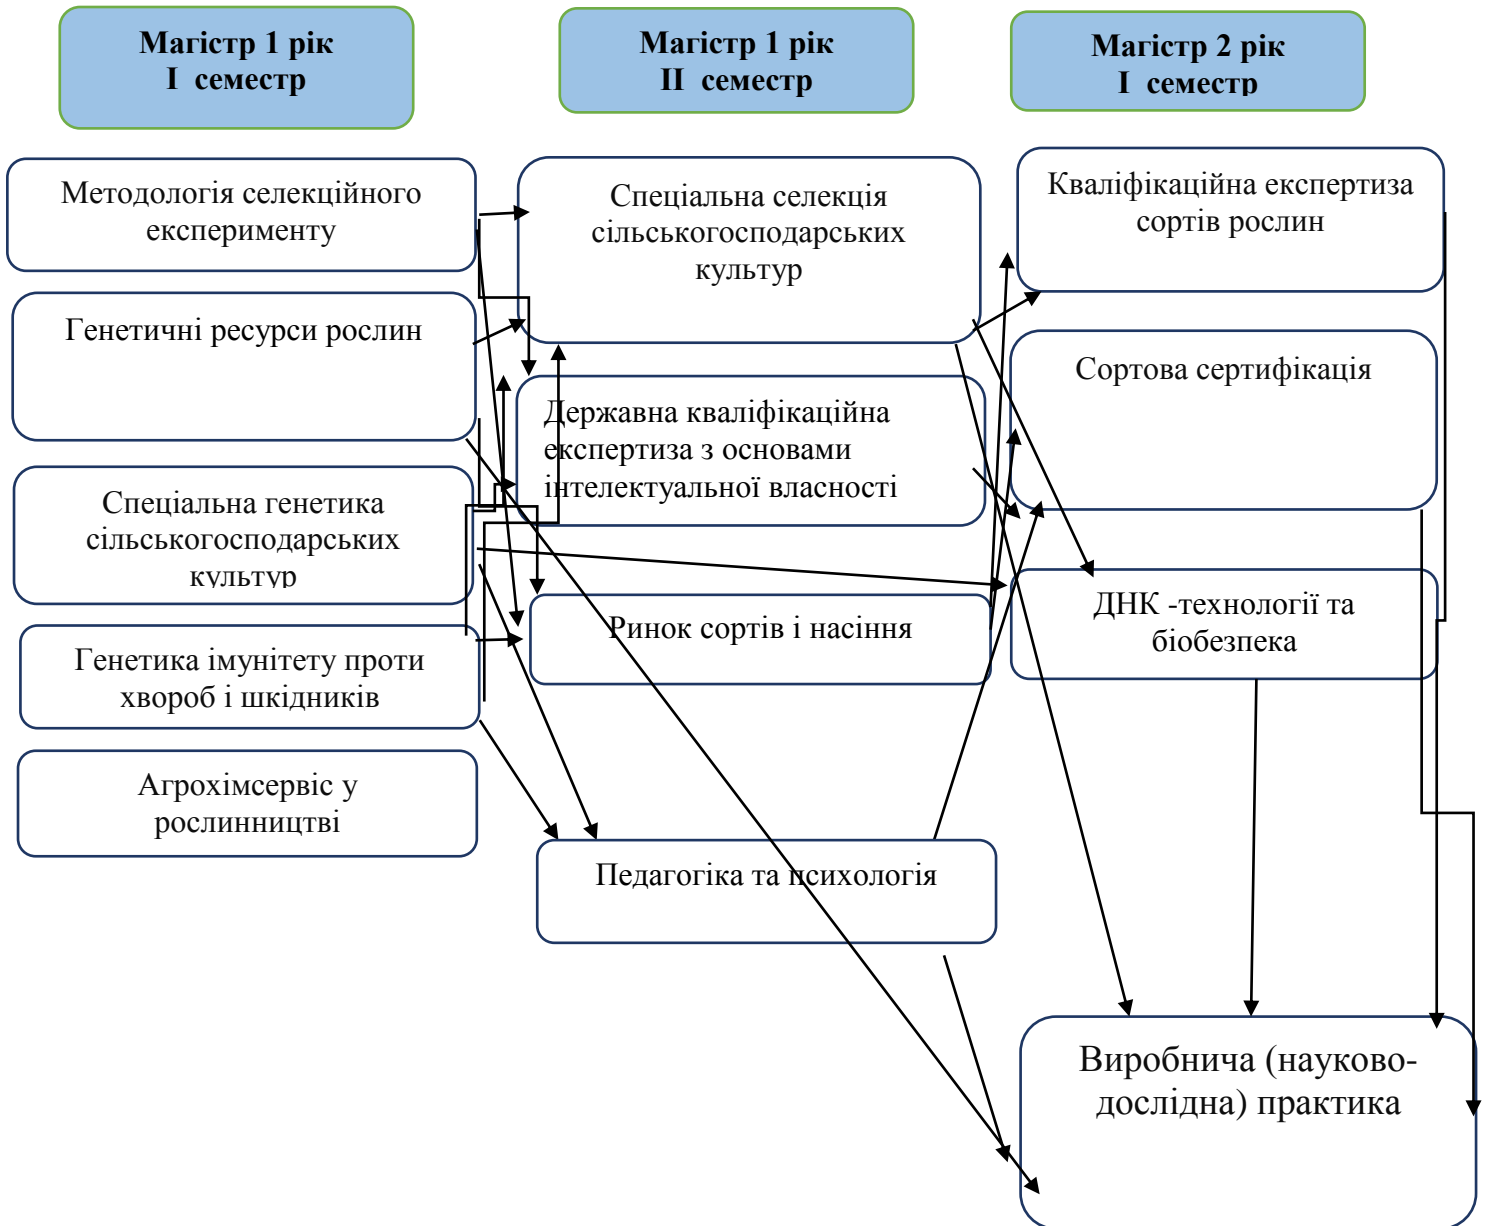 Магістр 1 рік
І семестр
Магістр 1 рік
ІІ семестр
Магістр 2 рік
І семестр
Методологія селекційного
експерименту
Генетичні ресурси рослин
Спеціальна генетика
сільськогосподарських
культур
Генетика імунітету проти
хвороб і шкідників
Агрохімсервіс у
рослинництві
Спеціальна селекція
сільськогосподарських
культур
Державна кваліфікаційна
експертиза з основами
інтелектуальної власності
Ринок сортів і насіння
Педагогіка та психологія
Кваліфікаційна експертиза
сортів рослин
Сортова сертифікація
ДНК -технології та
біобезпека
Виробнича (науково-
дослідна) практика